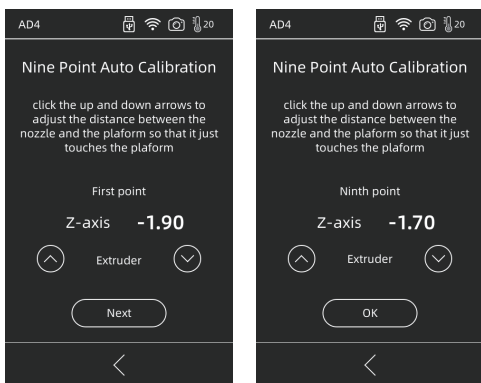 AD4
20
Nine Point Auto Calibration
click the up and down arrows to
adjust the distance between the
nozzle and the plaform so that it just
touches the plaform
First point
Z-axis -1.90
Extruder
Next
AD4
20
Nine Point Auto Calibration
click the up and down arrows to
adjust the distance between the
nozzle and the plaform so that it just
touches the plaform
Ninth point
Z-axis -1.70
Extruder
OK